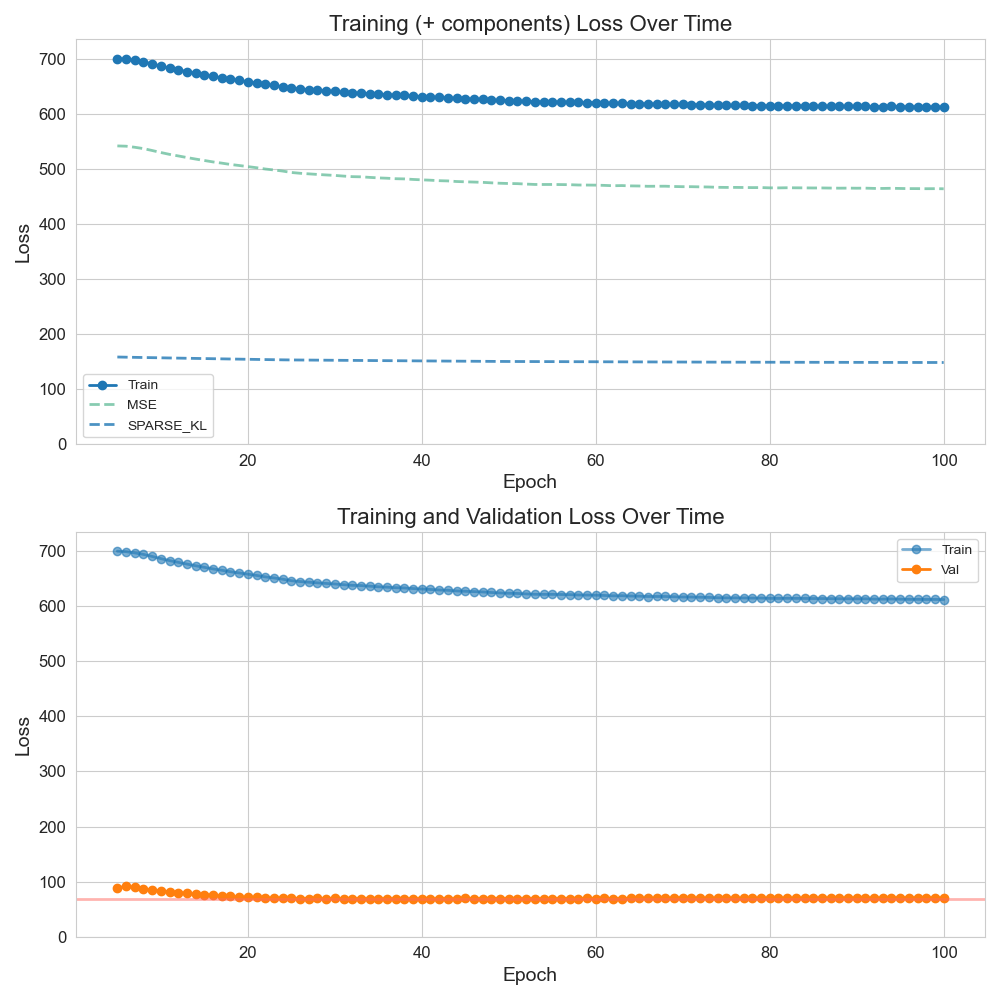 Training (+ components) Loss Over Time
700
600
500
400
300
200
100
0
Loss
Train
MSE
SPARSE_KL
20 40 60 80 100
Epoch
Training and Validation Loss Over Time
700
600
500
400
300
200
100
0
Loss
Train
Val
20 40 60 80 100
Epoch